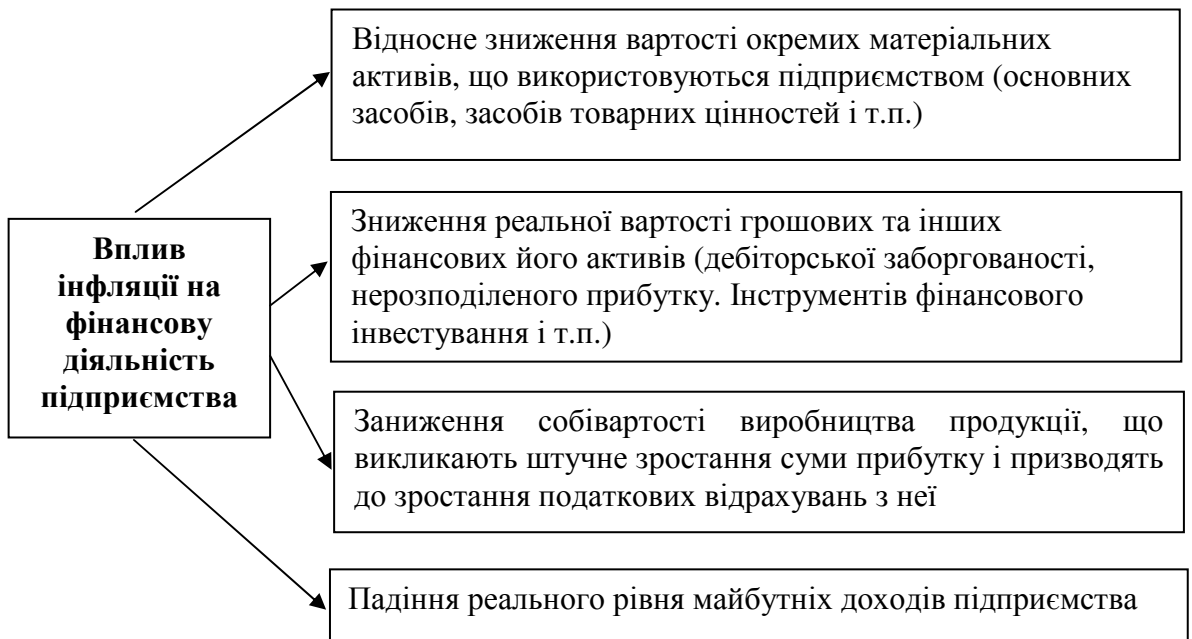 Відносне зниження вартості окремих матеріальних
активів, що використовуються підприємством (основних
засобів, засобів товарних цінностей і т.п.)
Вплив
інфляції на
фінансову
діяльність
підприємства
Зниження реальної вартості грошових та інших
фінансових його активів (дебіторської заборгованості,
нерозподіленого прибутку. Інструментів фінансового
інвестування і т.п.)
Заниження собівартості виробництва продукції, що
викликають штучне зростання суми прибутку і призводять
до зростання податкових відрахувань з неї
Падіння реального рівня майбутніх доходів підприємства